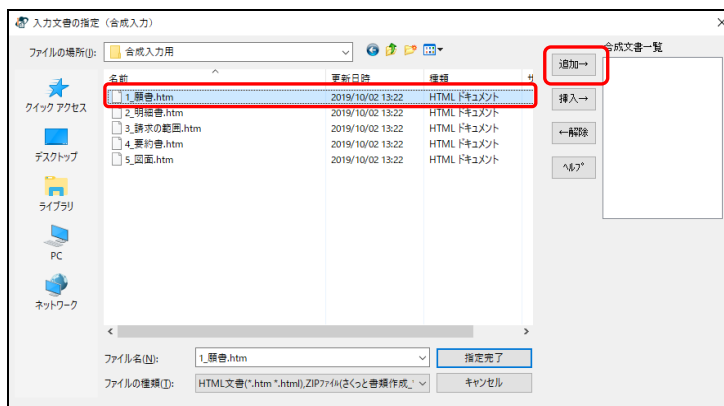 入力文書の指定（合成入力）
ファイルの場所(I):
合成入力用
合成文書一覧
追加→
挿入→
←解除
ﾍﾙﾌﾟ
クイック アクセス
デスクトップ
ライブラリ
PC
ネットワーク
名前 更新日時 種類 サ
1_願書.htm 2019/10/02 13:22 HTML ドキュメント
2_明細書.htm 2019/10/02 13:22 HTML ドキュメント
3_請求の範囲.htm 2019/10/02 13:22 HTML ドキュメント
4_要約書.htm 2019/10/02 13:22 HTML ドキュメント
5_図面.htm 2019/10/02 13:22 HTML ドキュメント
ファイル名(N): 1_願書.htm 指定完了
ファイルの種類(T): HTML文書(*.htm *.html),ZIPﾌｧｲﾙ(さくっと書類作成_ キャンセル